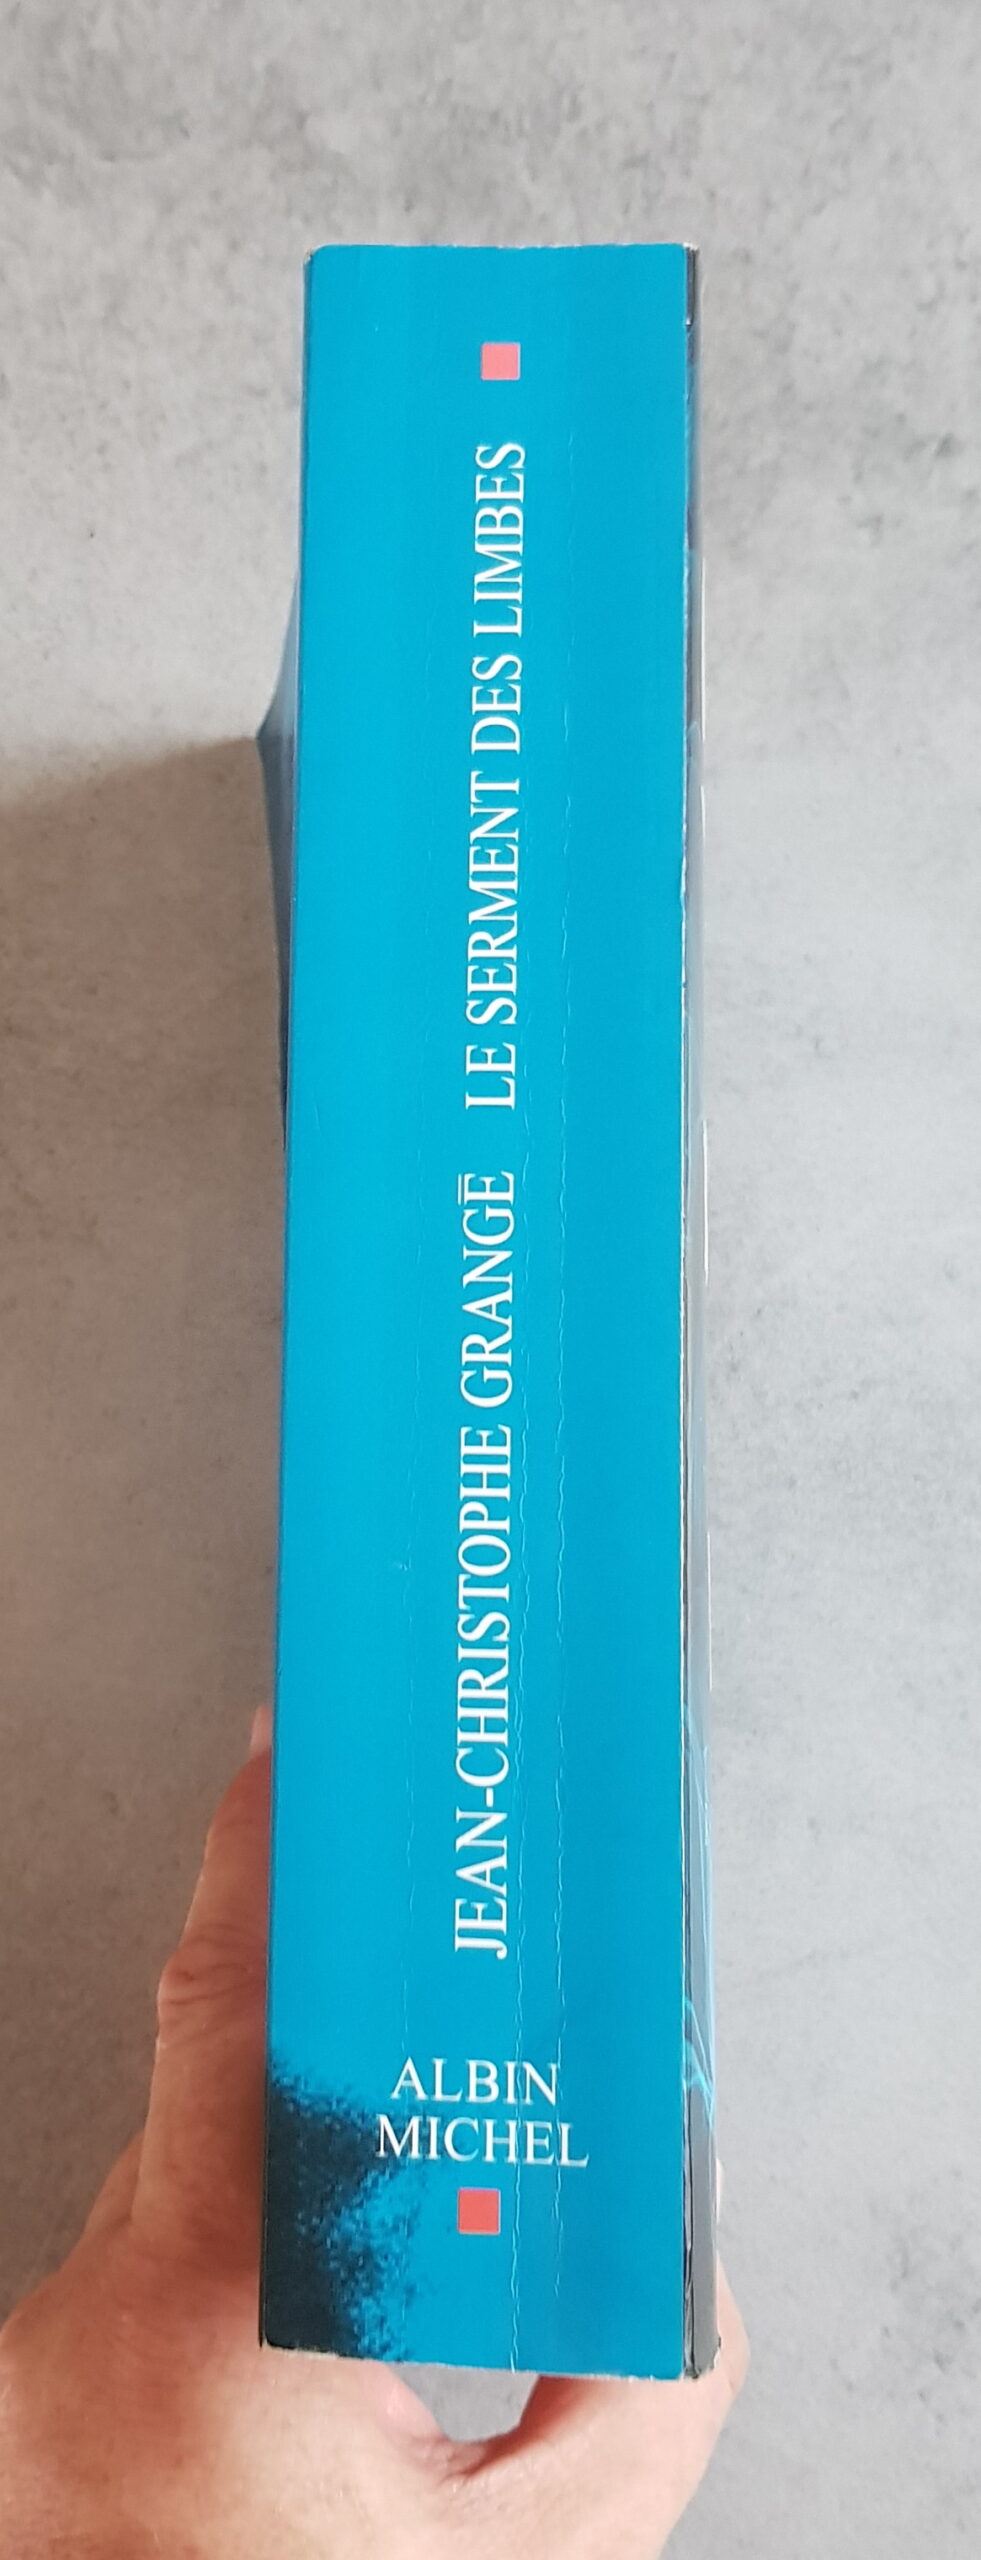 JEAN-CHRISTOPHE GRANGÉ LE SERMENT DES LIMBES
ALBIN
MICHEL